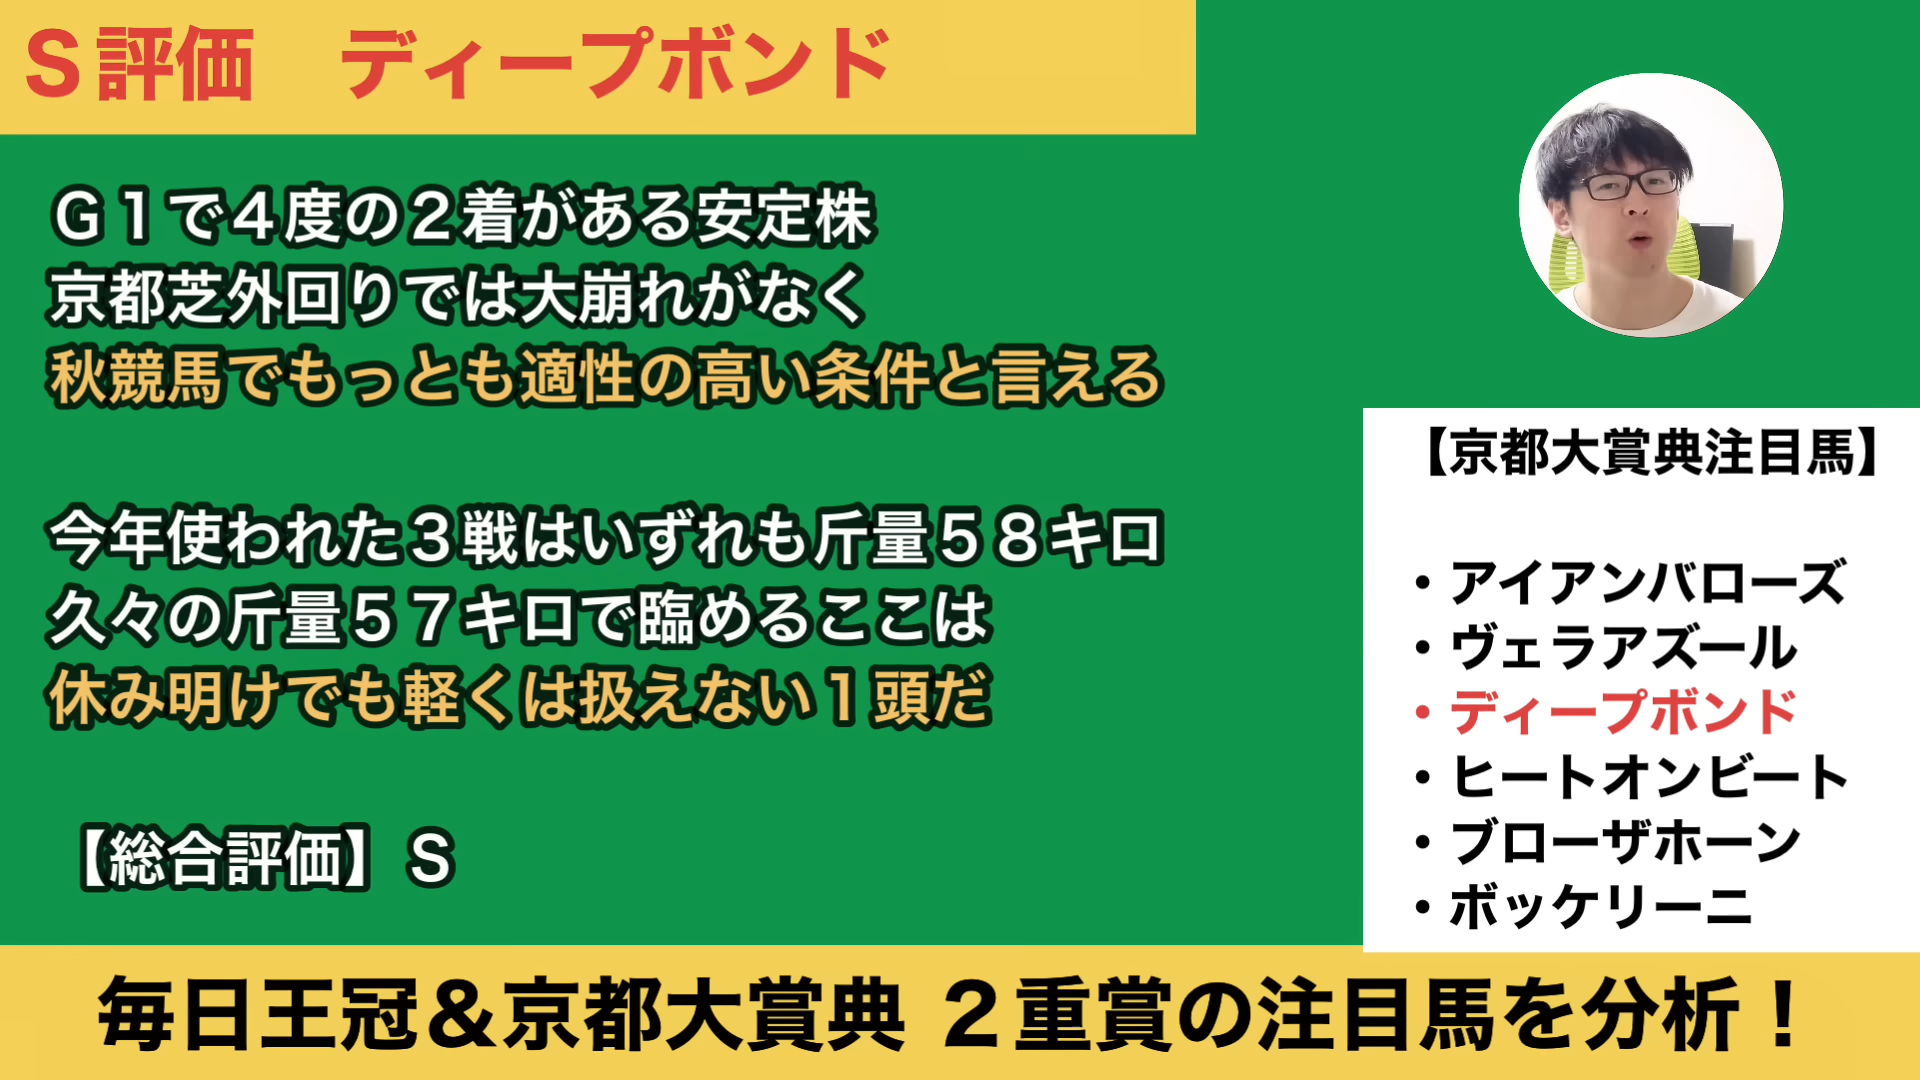 Ｓ評価　ディープボンド
Ｇ１で４度の２着がある安定株
京都芝外回りでは大崩れがなく
秋競馬でもっとも適性の高い条件と言える
今年使われた３戦はいずれも斤量５８キロ
久々の斤量５７キロで臨めるここは
休み明けでも軽くは扱えない１頭だ
【総合評価】Ｓ
【京都大賞典注目馬】
・アイアンバローズ
・ヴェラアズール
・ディープボンド
・ヒートオンビート
・ブローザホーン
・ボッケリーニ
毎日王冠＆京都大賞典 ２重賞の注目馬を分析！